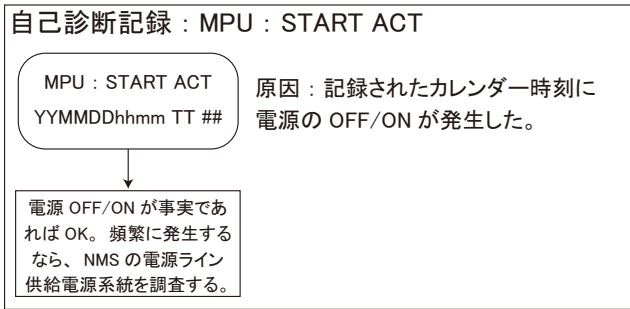 自己診断記録：MPU：START ACT
MPU：START ACT
YYMMDDhhmm TT ##
原因：記録されたカレンダー時刻に
電源の OFF/ON が発生した。
電源 OFF/ON が事実であ
れば OK。頻繁に発生する
なら、NMS の電源ライン
供給電源系統を調査する。